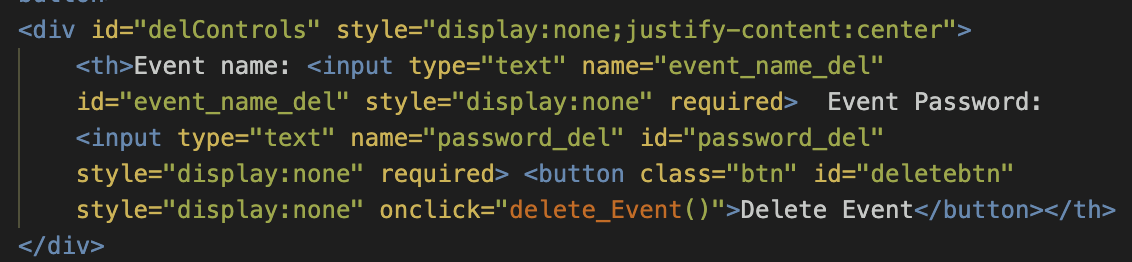 button
<div id="delControls" style="display:none;justify-content:center">
<th>Event name: <input type="text" name="event_name_del"
id="event_name_del" style="display:none" required>  Event Password:
<input type="text" name="password_del" id="password_del"
style="display:none" required> <button class="btn" id="deletebtn"
style="display:none" onclick="delete_Event()">Delete Event</button></th>
</div>